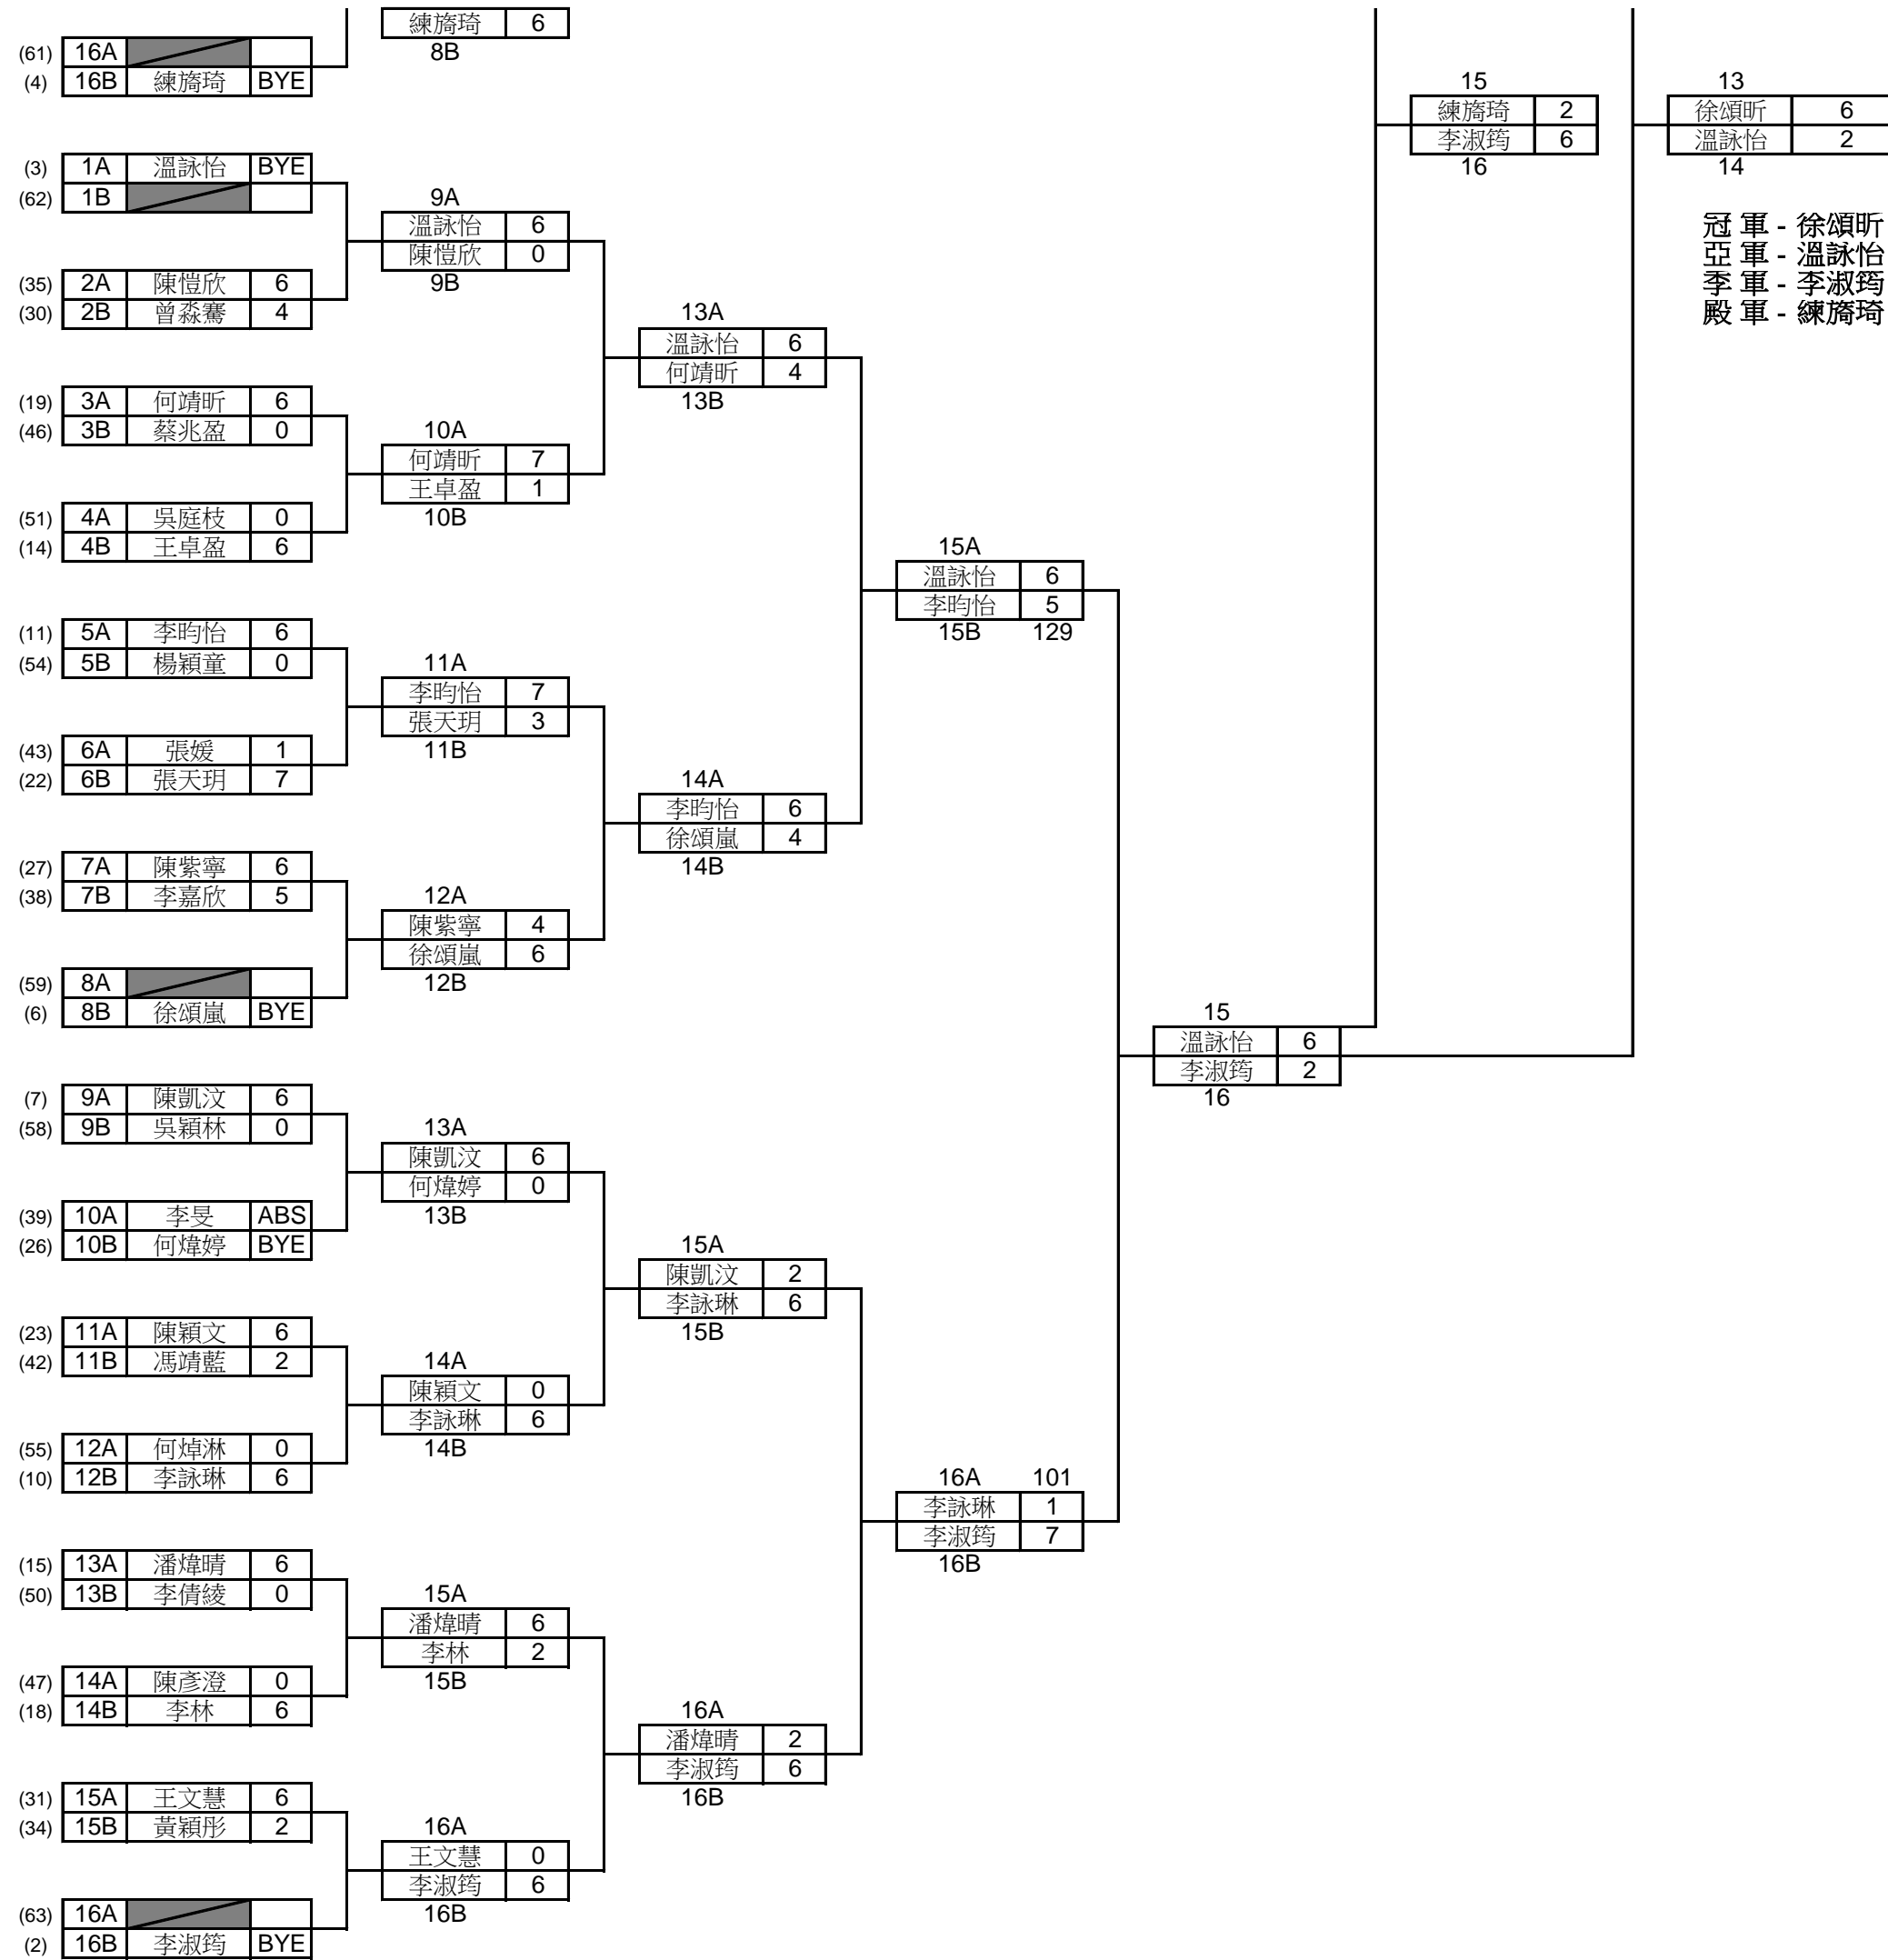 練旖琦 6
8B
(61) 16A
(4) 16B 練旖琦 BYE
15
練旖琦 2
李淑筠 6
16
13
徐頌昕 6
溫詠怡 2
14
冠 軍 - 徐頌昕
亞 軍 - 溫詠怡
季 軍 - 李淑筠
殿 軍 - 練旖琦
(3) 1A 溫詠怡 BYE
(62) 1B
9A
溫詠怡 6
陳愷欣 0
9B
(35) 2A 陳愷欣 6
(30) 2B 曾淼騫 4
13A
溫詠怡 6
何靖昕 4
13B
(19) 3A 何靖昕 6
(46) 3B 蔡兆盈 0
10A
何靖昕 7
王卓盈 1
10B
(51) 4A 吳庭枝 0
(14) 4B 王卓盈 6
15A
溫詠怡 6
李昀怡 5
15B 129
(11) 5A 李昀怡 6
(54) 5B 楊穎童 0
11A
李昀怡 7
張天玥 3
11B
(43) 6A 張媛 1
(22) 6B 張天玥 7
14A
李昀怡 6
徐頌嵐 4
14B
(27) 7A 陳紫寧 6
(38) 7B 李嘉欣 5
12A
陳紫寧 4
徐頌嵐 6
12B
(59) 8A
(6) 8B 徐頌嵐 BYE
15
溫詠怡 6
李淑筠 2
16
(7) 9A 陳凱汶 6
(58) 9B 吳穎林 0
13A
陳凱汶 6
何煒婷 0
13B
(39) 10A 李旻 ABS
(26) 10B 何煒婷 BYE
15A
陳凱汶 2
李詠琳 6
15B
(23) 11A 陳穎文 6
(42) 11B 馮靖藍 2
14A
陳穎文 0
李詠琳 6
14B
(55) 12A 何焯淋 0
(10) 12B 李詠琳 6
16A 101
李詠琳 1
李淑筠 7
16B
(15) 13A 潘煒晴 6
(50) 13B 李倩綾 0
15A
潘煒晴 6
李林 2
15B
(47) 14A 陳彥澄 0
(18) 14B 李林 6
16A
潘煒晴 2
李淑筠 6
16B
(31) 15A 王文慧 6
(34) 15B 黃穎彤 2
16A
王文慧 0
李淑筠 6
16B
(63) 16A
(2) 16B 李淑筠 BYE